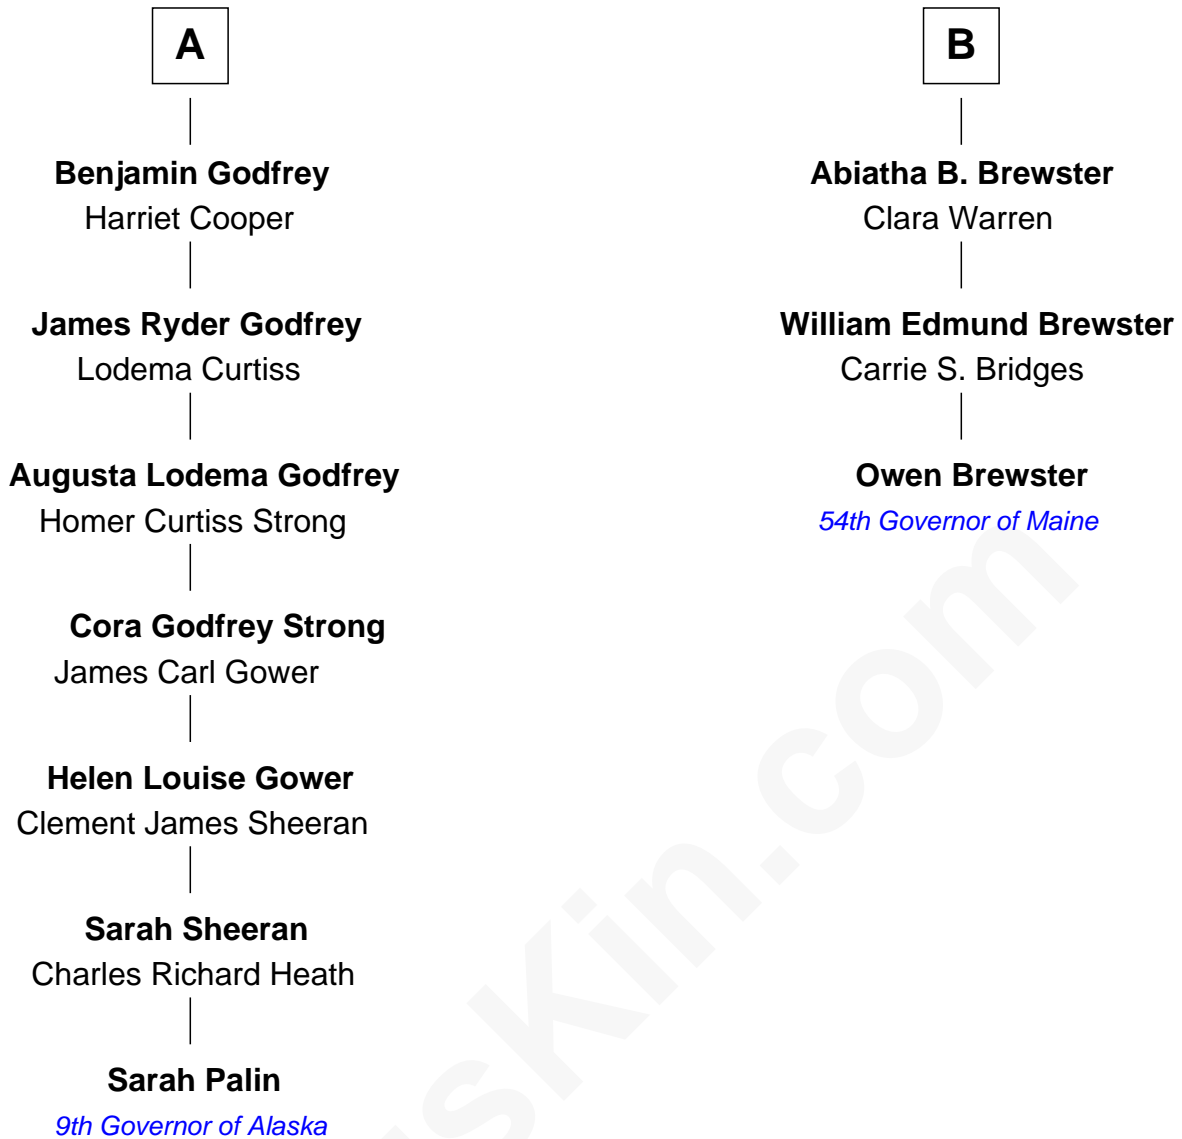 A
Benjamin Godfrey
Harriet Cooper
James Ryder Godfrey
Lodema Curtiss
Augusta Lodema Godfrey
Homer Curtiss Strong
Cora Godfrey Strong
James Carl Gower
Helen Louise Gower
Clement James Sheeran
Sarah Sheeran
Charles Richard Heath
Sarah Palin
9th Governor of Alaska
B
Abiatha B. Brewster
Clara Warren
William Edmund Brewster
Carrie S. Bridges
Owen Brewster
54th Governor of Maine